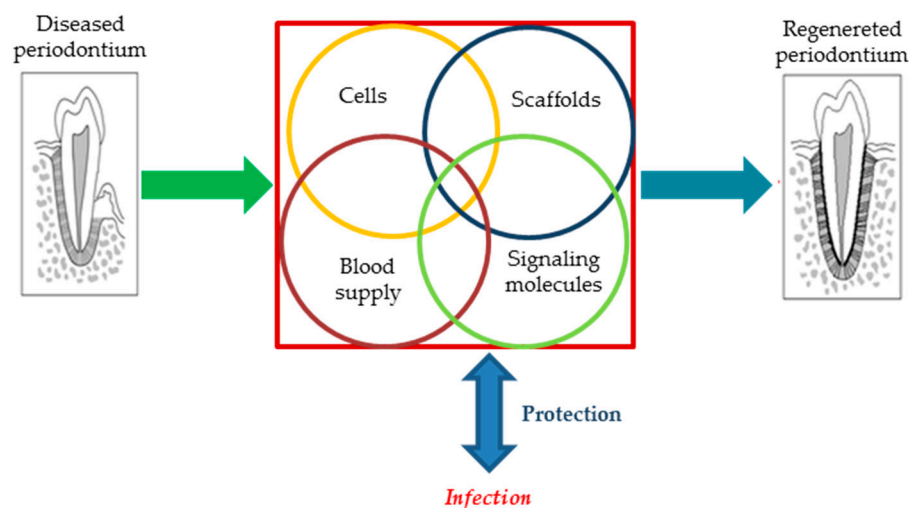 Diseased
periodontium
Cells
Scaffolds
Blood
supply
Signaling
molecules
Regenereted
periodontium
Protection
Infection